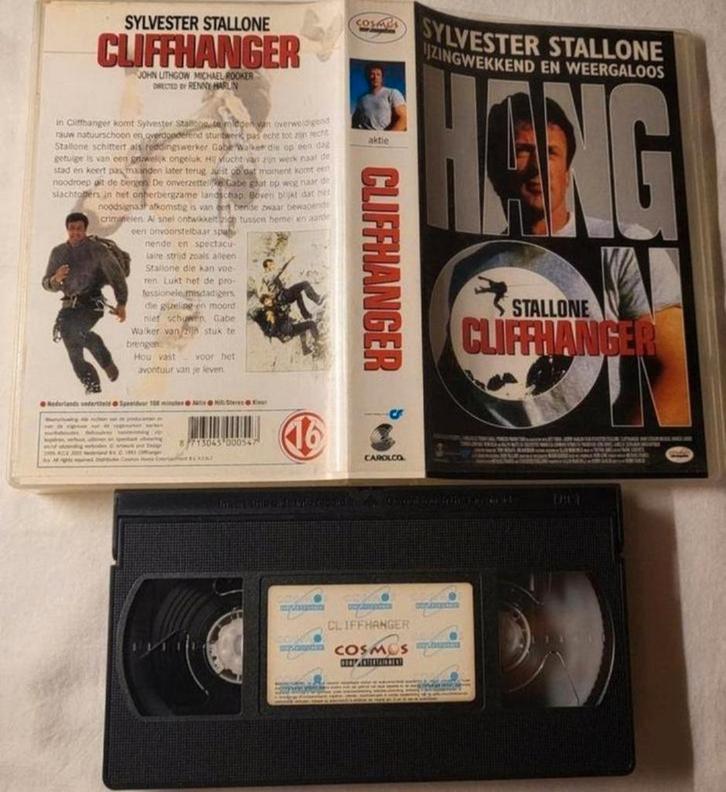 SYLVESTER STALLONE
CLIFFHANGER
JOHN LITHGOW MICHAEL ROOKER
DIRECTED BY RENNY HARLIN
In Cliffhanger komt Sylvester Stallone, te midden van overweldigend
rauw natuurschoon en overdonderend stuntwerk, pas echt tot zijn recht.
Stallone schittert als reddingswerker Gabe Walker die op een dag
getuige is van een gruwelijk ongeluk. Hij vlucht van zijn werk naar de
stad en keert pas maanden later terug. Juist op dat moment komt een
noodroep uit de bergen. De onverzettelijke Gabe gaat op weg naar de
slachtoffers in het onherbergzame landschap. Boven blijkt dat het
noodsignaal afkomstig is van een bende zwaar bewapende
criminelen. Al snel ontwikkelt zich tussen hemel en aarde
een onvoorstelbaar span-
nende en spectacu-
laire strijd zoals alleen
Stallone die kan voe-
ren. Lukt het de pro-
fessionele misdadigers,
die gijzeling en moord
niet schuwen, Gabe
Walker van zijn stuk te
brengen...
Hou vast ... voor het
avontuur van je leven.
Nederlands ondertiteld Speelduur 108 minuten Aktie Hifi/Stereo Kleur
8 713045 000547
16
COSMOS
aktie
CLIFFHANGER
CAROLCO
SYLVESTER STALLONE
IJZINGWEKKEND EN WEERGALOOS
HANG
ON
STALLONE
CLIFFHANGER
CLIFFHANGER
COSMOS
HOME ENTERTAINMENT